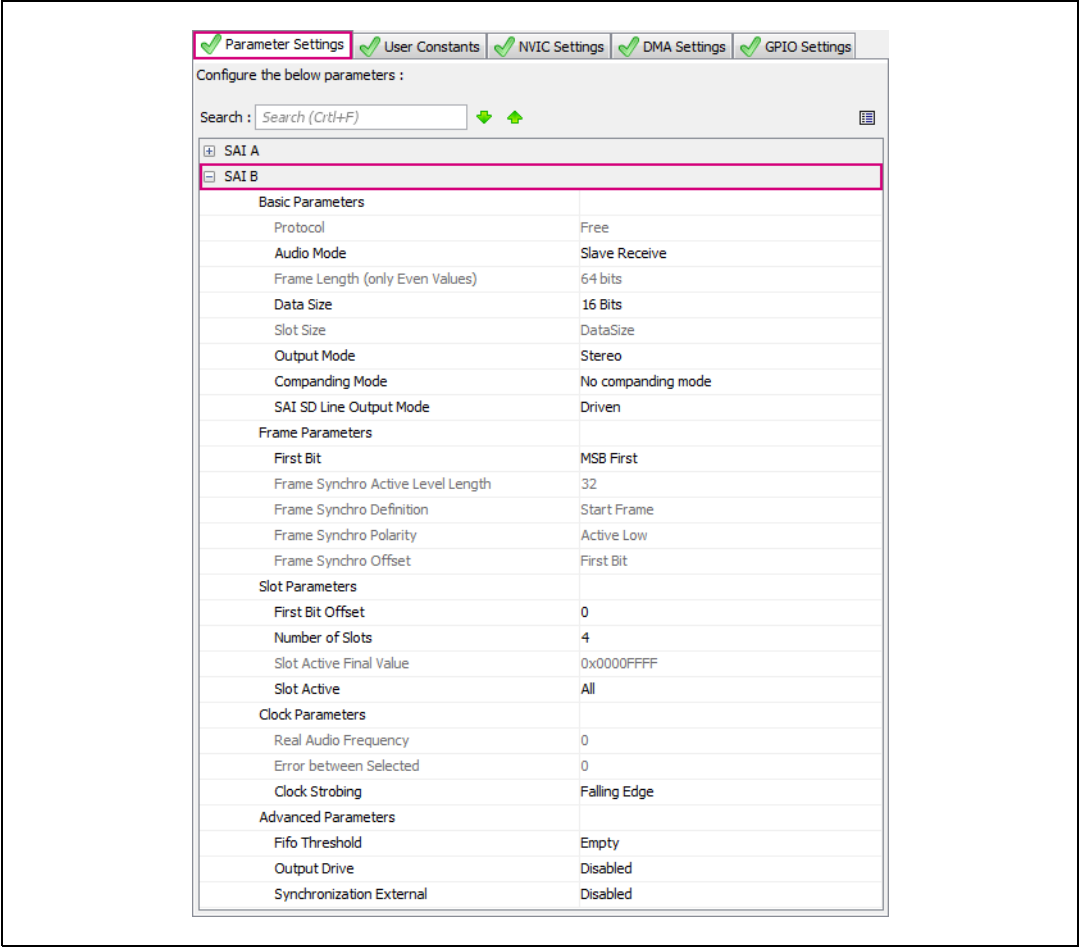 Parameter Settings User Constants NVIC Settings DMA Settings GPIO Settings
Configure the below parameters :
Search : Search (Crtl+F)
SAI A
SAI B
Basic Parameters
Protocol Free
Audio Mode Slave Receive
Frame Length (only Even Values) 64 bits
Data Size 16 Bits
Slot Size DataSize
Output Mode Stereo
Companding Mode No companding mode
SAI SD Line Output Mode Driven
Frame Parameters
First Bit MSB First
Frame Synchro Active Level Length 32
Frame Synchro Definition Start Frame
Frame Synchro Polarity Active Low
Frame Synchro Offset First Bit
Slot Parameters
First Bit Offset 0
Number of Slots 4
Slot Active Final Value 0x0000FFFF
Slot Active All
Clock Parameters
Real Audio Frequency 0
Error between Selected 0
Clock Strobing Falling Edge
Advanced Parameters
Fifo Threshold Empty
Output Drive Disabled
Synchronization External Disabled